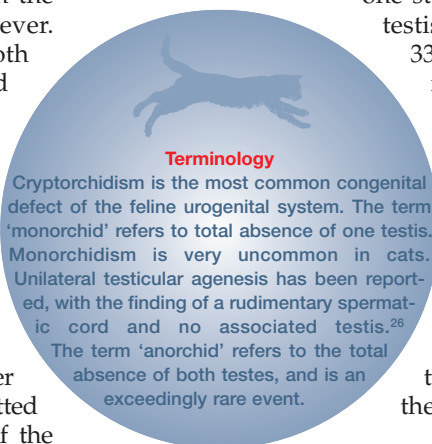 n the
ever.
oth
d
testis
33
Terminology
Cryptorchidism is the most common congenital
defect of the feline urogenital system. The term
‘monorchid’ refers to total absence of one testis.
Monorchidism is very uncommon in cats.
Unilateral testicular agenesis has been report-
ed, with the finding of a rudimentary spermat-
ic cord and no associated testis.26
The term ‘anorchid’ refers to the total
absence of both testes, and is an
exceedingly rare event.
er
tted
f the
t
the